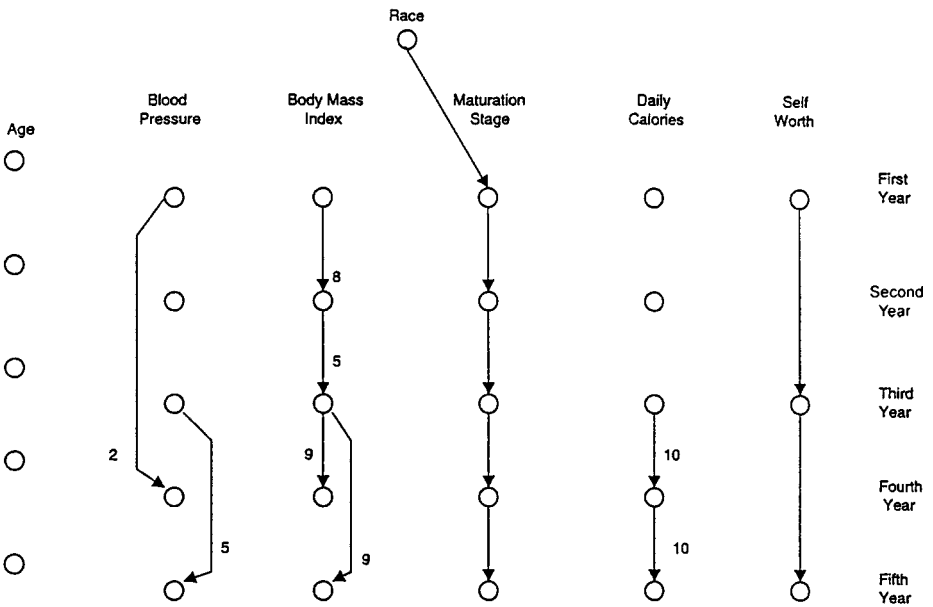 Race
Blood
Pressure
Body Mass
Index
Maturation
Stage
Daily
Calories
Self
Worth
Age
First
Year
8
Second
Year
5
Third
Year
2
9
10
Fourth
Year
5
9
10
Fifth
Year